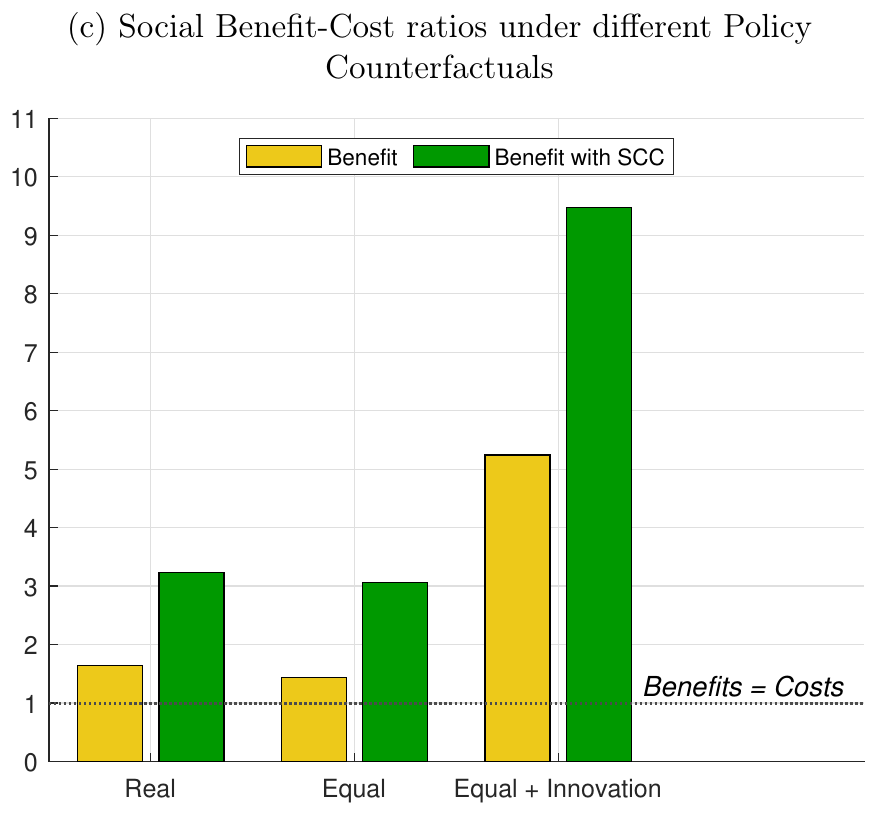 (c) Social Benefit-Cost ratios under different Policy
Counterfactuals
11
Benefit
Benefit with SCC
10
9
8
7
6
5
4
3
2
Benefits = Costs
1
0
Real
Equal
Equal + Innovation